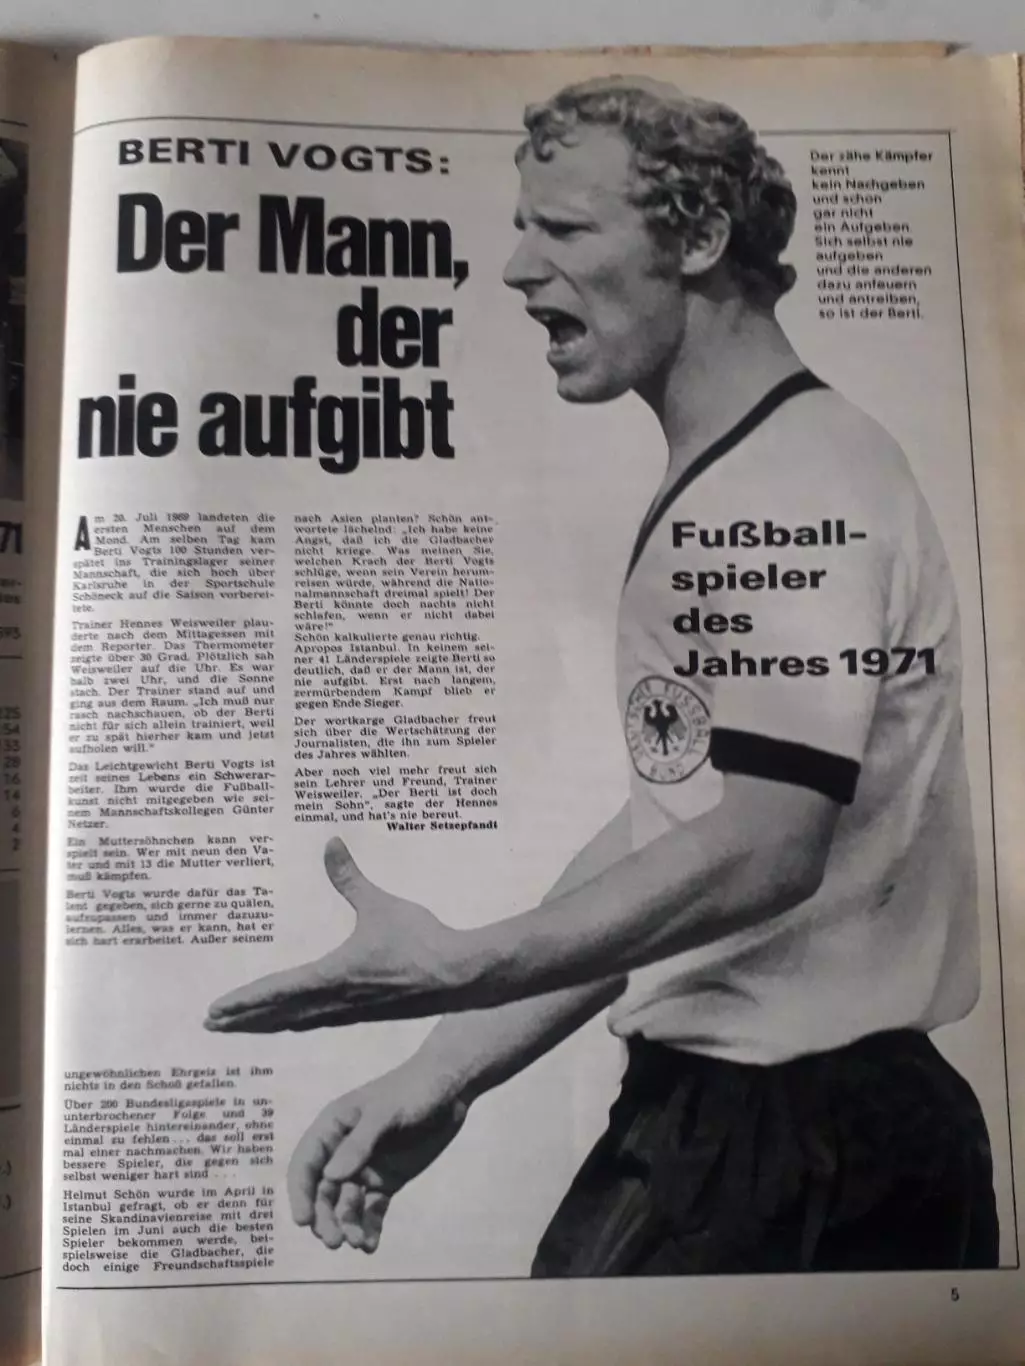 BERTI VOGTS:
Der Mann,
der
nie aufgibt
Der zähe Kämpfer
kennt
kein Nachgeben
und schon
gar nicht
ein Aufgeben.
Sich selbst nie
aufgeben
und die anderen
dazu anfeuern
und antreiben,
so ist der Berti.
Am 20. Juli 1969 landeten die
ersten Menschen auf dem
Mond. Am selben Tag kam
Berti Vogts 100 Stunden ver-
spätet ins Trainingslager seiner
Mannschaft, die sich hoch über
Karlsruhe in der Sportschule
Schöneck auf die Saison vorberei-
tete.
Trainer Hennes Weisweiler plau-
derte nach dem Mittagessen mit
dem Reporter. Das Thermometer
zeigte über 30 Grad. Plötzlich sah
Weisweiler auf die Uhr. Es war
halb zwei Uhr, und die Sonne
stach. Der Trainer stand auf und
ging aus dem Raum. „Ich muß nur
rasch nachschauen, ob der Berti
nicht für sich allein trainiert, weil
er zu spät hierher kam und jetzt
aufholen will."
Das Leichtgewicht Berti Vogts ist
zeit seines Lebens ein Schwerar-
beiter. Ihm wurde die Fußball-
kunst nicht mitgegeben wie sei-
nem Mannschaftskollegen Günter
Netzer.
Ein Muttersöhnchen kann ver-
spielt sein. Wer mit neun den Va-
ter und mit 13 die Mutter verliert,
muß kämpfen.
Berti Vogts wurde dafür das Ta-
lent gegeben, sich gerne zu quälen,
aufzupassen und immer dazuzu-
lernen. Alles, was er kann, hat er
sich hart erarbeitet. Außer seinem
ungewöhnlichen Ehrgeiz ist ihm
nichts in den Schoß gefallen.
Über 200 Bundesligaspiele in un-
unterbrochener Folge und 39
Länderspiele hintereinander, ohne
einmal zu fehlen... das soll erst
mal einer nachmachen. Wir haben
bessere Spieler, die gegen sich
selbst weniger hart sind ...
Helmut Schön wurde im April in
Istanbul gefragt, ob er denn für
seine Skandinavienreise mit drei
Spielen im Juni auch die besten
Spieler bekommen werde, bei-
spielsweise die Gladbacher, die
doch einige Freundschaftsspiele
nach Asien planten? Schön ant-
wortete lächelnd: „Ich habe keine
Angst, daß ich die Gladbacher
nicht kriege. Was meinen Sie,
welchen Krach der Berti Vogts
schlüge, wenn sein Verein herum-
reisen würde, während die Natio-
nalmannschaft dreimal spielt! Der
Berti könnte doch nachts nicht
schlafen, wenn er nicht dabei
wäre!"
Schön kalkulierte genau richtig.
Apropos Istanbul. In keinem sei-
ner 41 Länderspiele zeigte Berti so
deutlich, daß er der Mann ist, der
nie aufgibt. Erst nach langem,
zermürbendem Kampf blieb er
gegen Ende Sieger.
Der wortkarge Gladbacher freut
sich über die Wertschätzung der
Journalisten, die ihn zum Spieler
des Jahres wählten.
Aber noch viel mehr freut sich
sein Lehrer und Freund, Trainer
Weisweiler. „Der Berti ist doch
mein Sohn", sagte der Hennes
einmal, und hat's nie bereut.
Walter Setzepfandt
Fußball-
spieler
des
Jahres 1971
DEUTSCHER FUSSBALL BUND
5
71
593
125
54
133
28
16
14
6
4
2